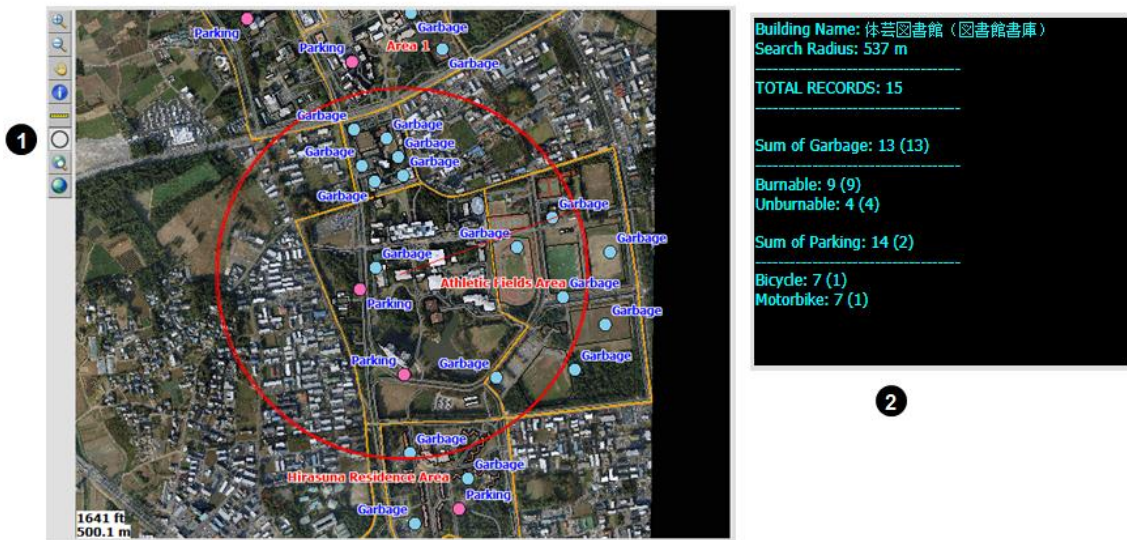 Parking
Garbage
Parking
Area 1
Garbage
Garbage
Garbage
Garbage
Garbage
Garbage
Garbage
Garbage
Garbage
Garbage
Garbage
Athletic Fields Area
Garbage
Parking
Garbage
Parking
Garbage
Garbage
Garbage
Hirasuna Residence Area
Garbage
Parking
Garbage
1641 ft
500.1 m
1
Building Name: 体芸図書館（図書館書庫）
Search Radius: 537 m
----------------------------------
TOTAL RECORDS: 15
----------------------------------
Sum of Garbage: 13 (13)
----------------------------------
Burnable: 9 (9)
Unburnable: 4 (4)
Sum of Parking: 14 (2)
----------------------------------
Bicycle: 7 (1)
Motorbike: 7 (1)
2